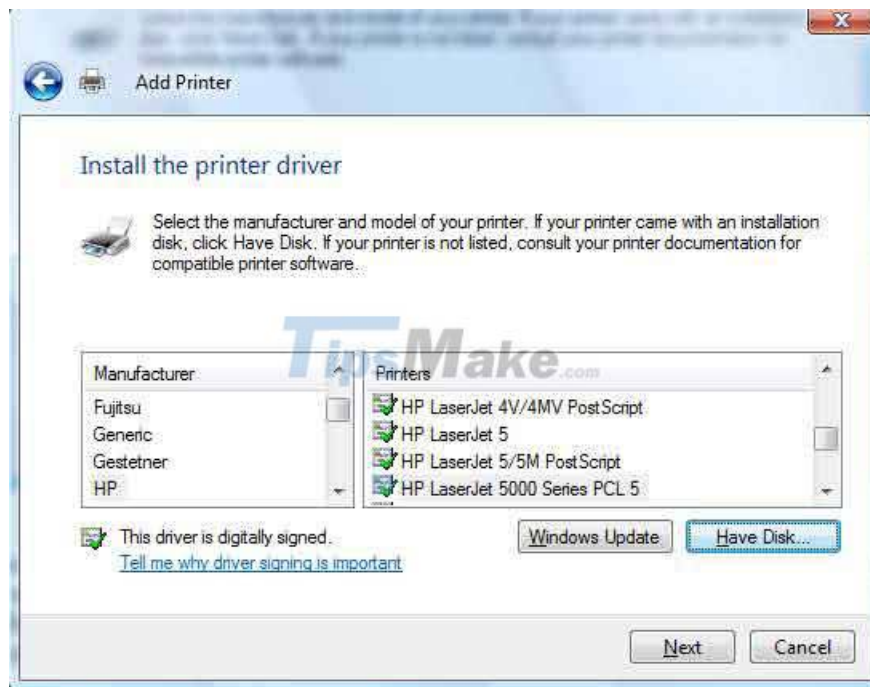 X
Add Printer
Install the printer driver
Select the manufacturer and model of your printer. If your printer came with an installation
disk, click Have Disk. If your printer is not listed, consult your printer documentation for
compatible printer software.
TipsMake.com
Manufacturer
Fujitsu
Generic
Gestetner
HP
Printers
HP LaserJet 4V/4MV PostScript
HP LaserJet 5
HP LaserJet 5/5M PostScript
HP LaserJet 5000 Series PCL 5
This driver is digitally signed.
Tell me why driver signing is important
Windows Update
Have Disk...
Next
Cancel